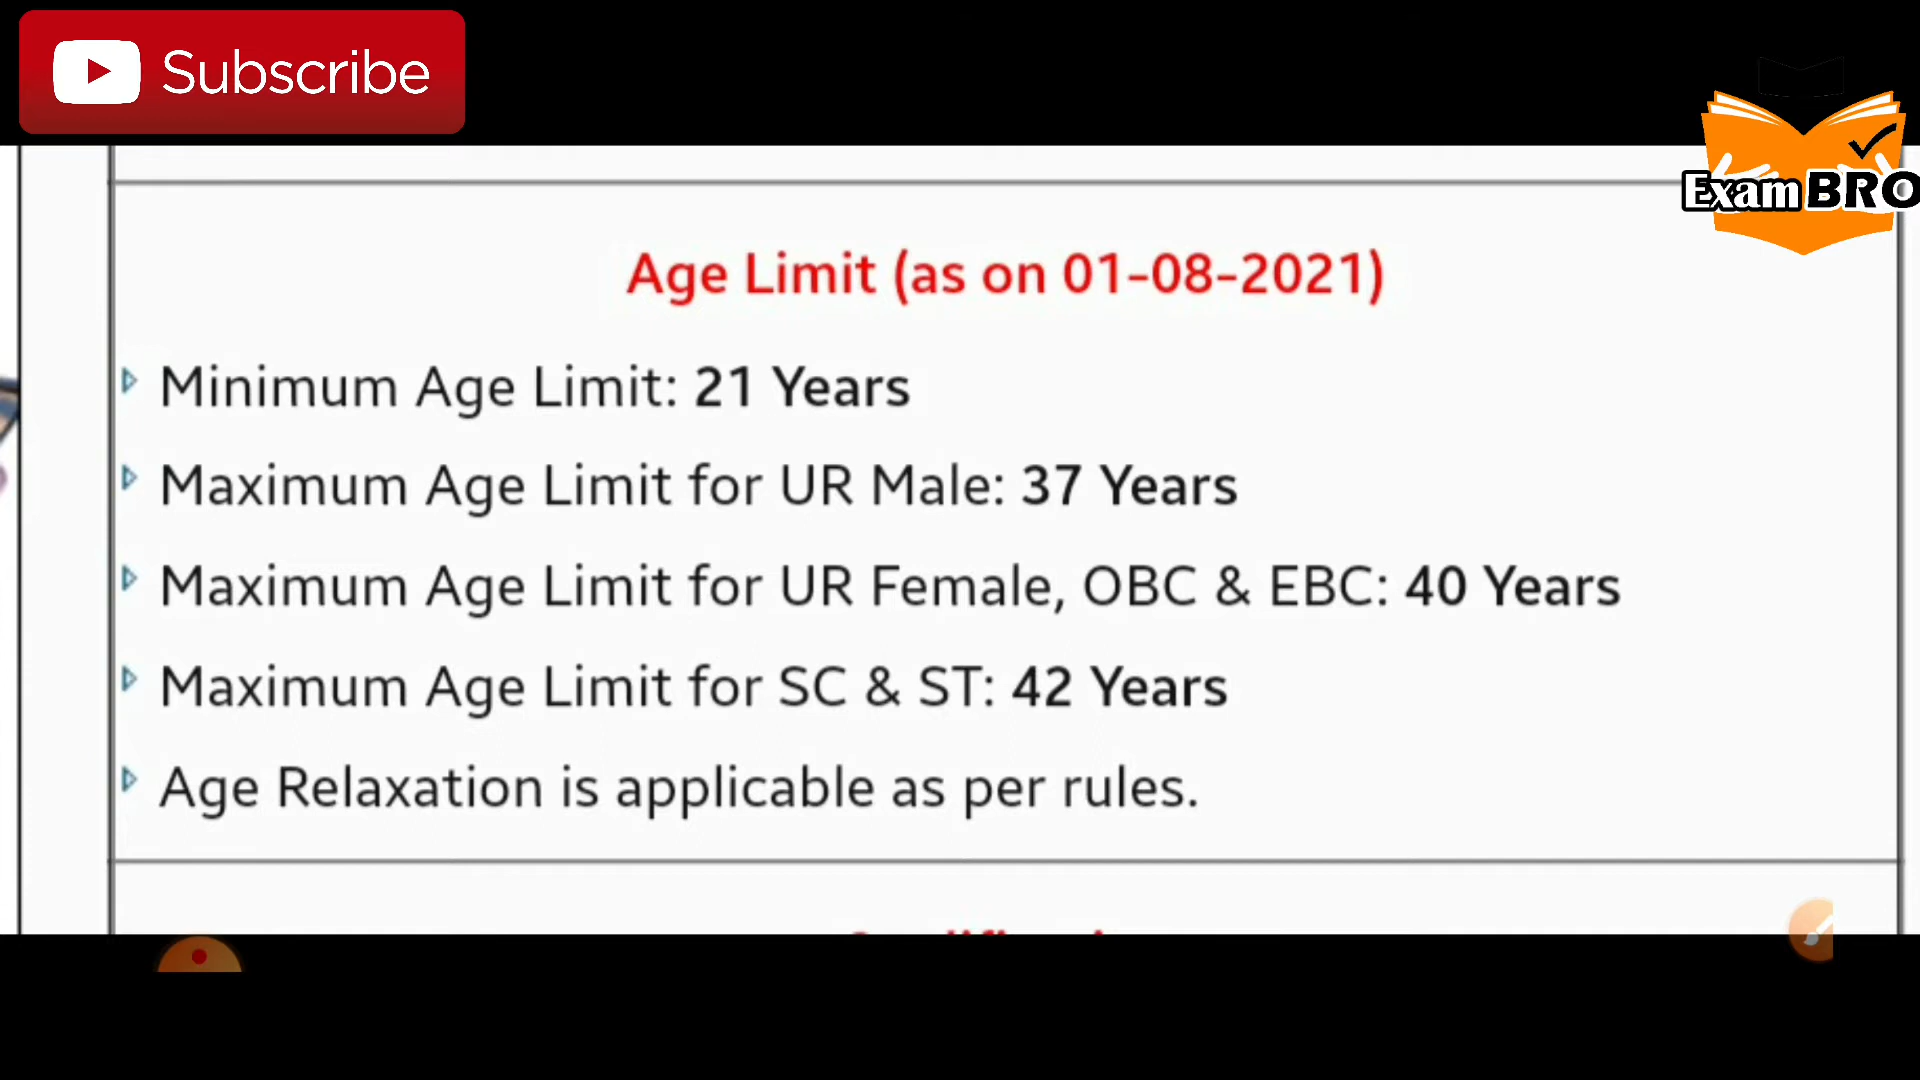 Subscribe
Exam BRO
Age Limit (as on 01-08-2021)
Minimum Age Limit: 21 Years
Maximum Age Limit for UR Male: 37 Years
Maximum Age Limit for UR Female, OBC & EBC: 40 Years
Maximum Age Limit for SC & ST: 42 Years
Age Relaxation is applicable as per rules.